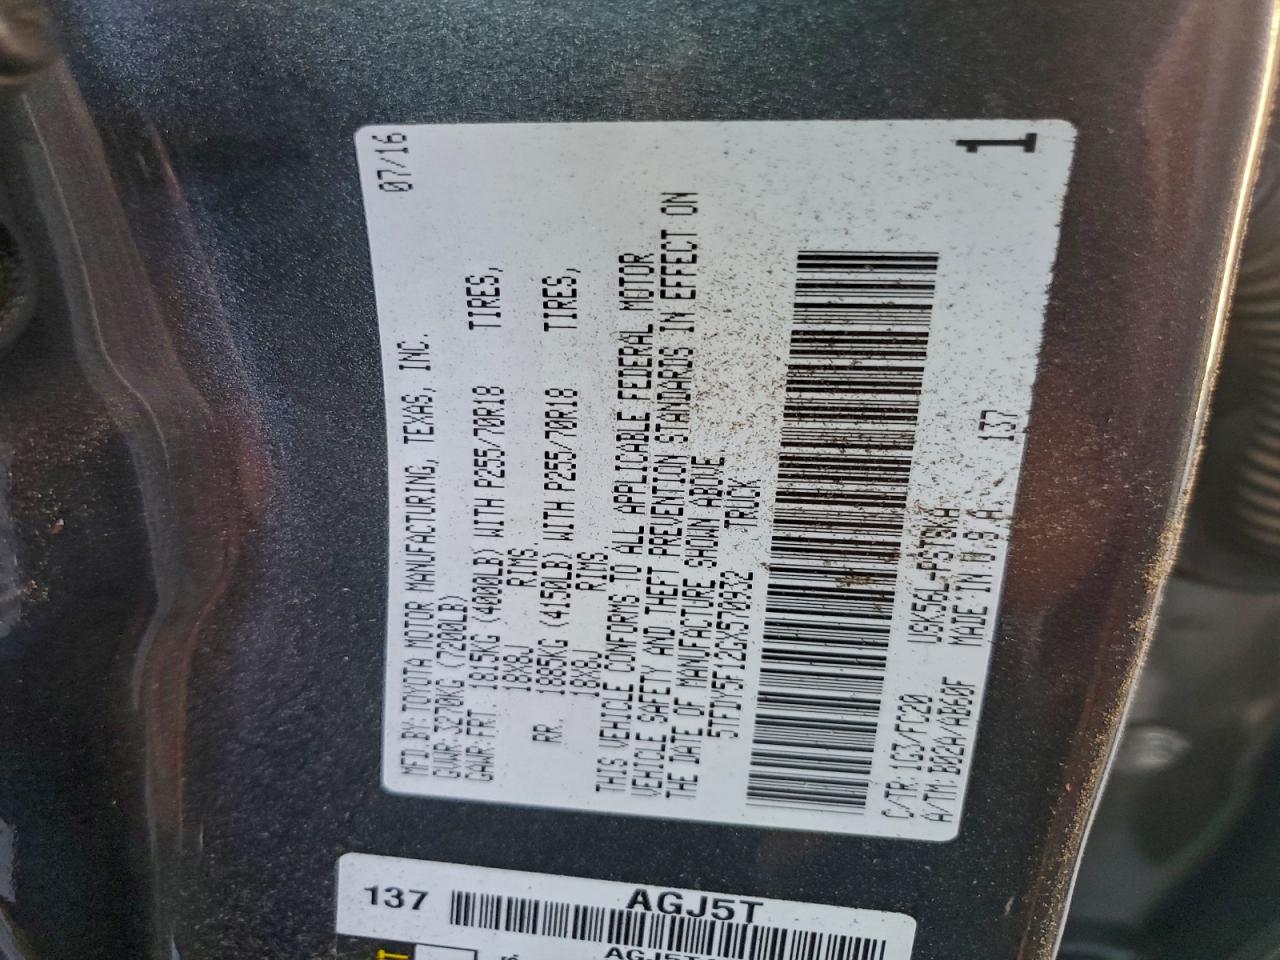 07/16
MFD.BY: TOYOTA MOTOR MANUFACTURING, TEXAS, INC.
GVWR 3270KG (7200LB)
GAWR FRT. 1815KG (4000LB) WITH P255/70R18 TIRES,
18X8J RIMS
RR. 1885KG (4150LB) WITH P255/70R18 TIRES,
18X8J RIMS
THIS VEHICLE CONFORMS TO ALL APPLICABLE FEDERAL MOTOR
VEHICLE SAFETY AND THEFT PREVENTION STANDARDS IN EFFECT ON
THE DATE OF MANUFACTURE SHOWN ABOVE
5TFDY5F12GX570932 TRUCK
C/TR: 1G3/FC20 USK56L-PSTSKA
A/TM: B02A/AB60F MADE IN U.S.A. 137
1
137 AGJ5T